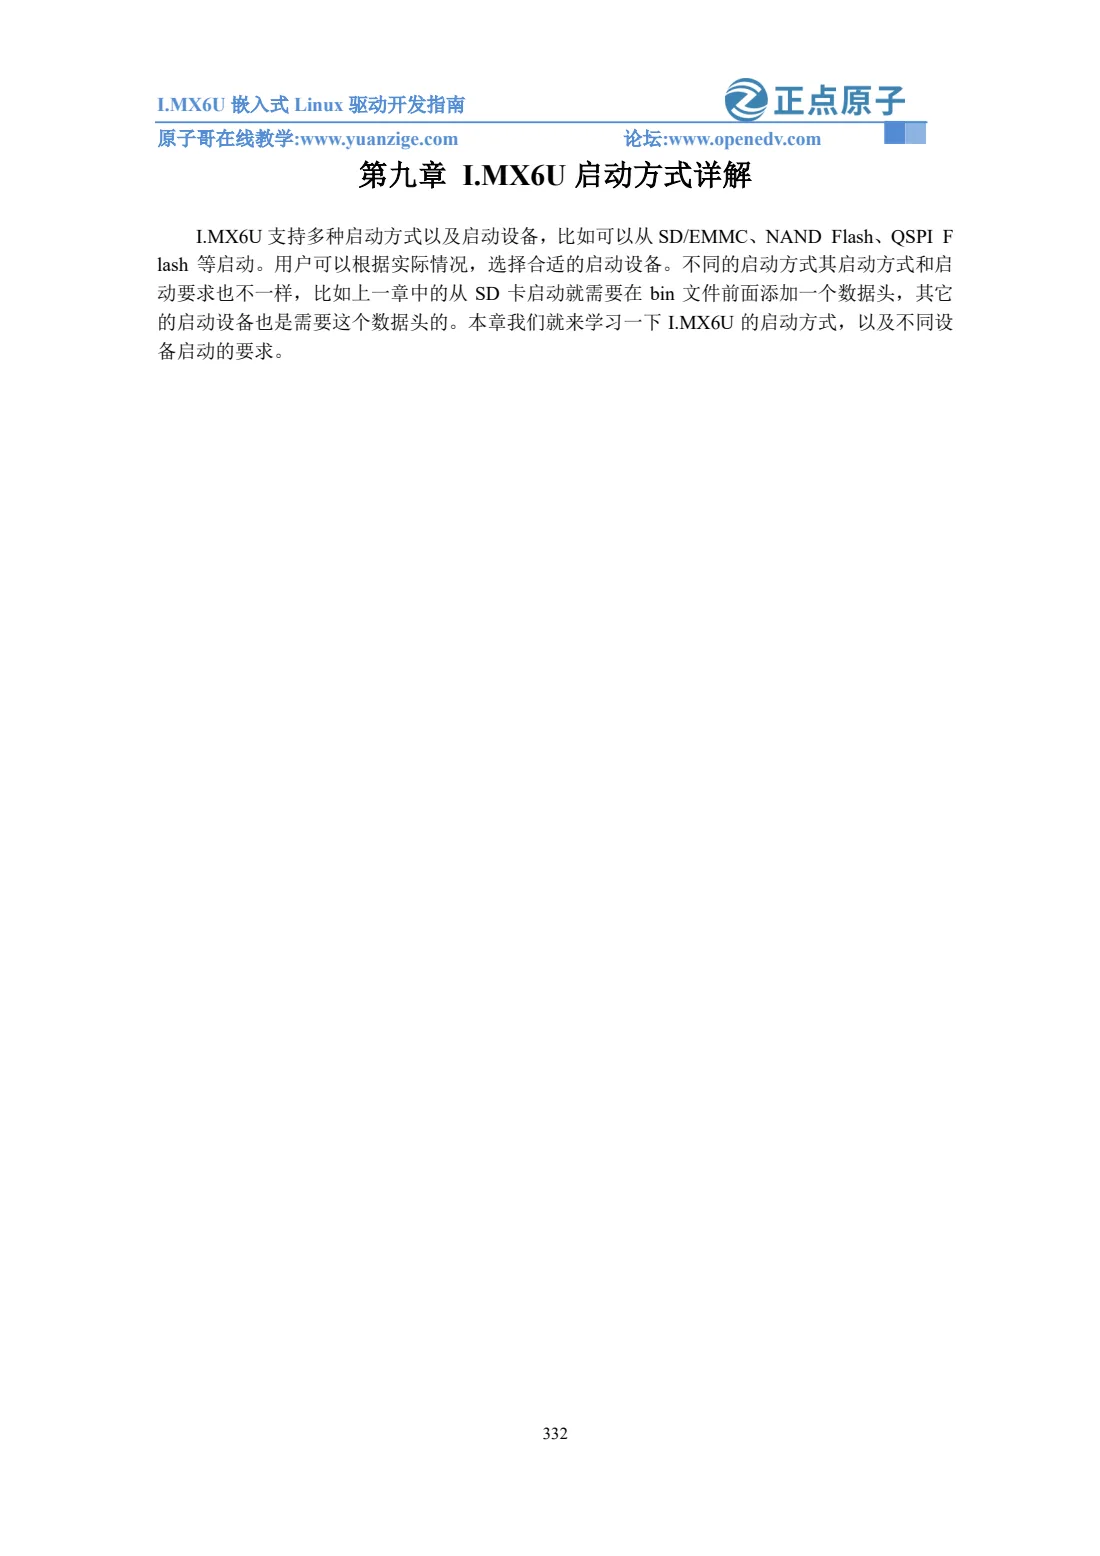 I.MX6U 嵌入式 Linux 驱动开发指南
正点原子
原子哥在线教学:www.yuanzige.com 论坛:www.openedv.com
第九章 I.MX6U 启动方式详解
I.MX6U 支持多种启动方式以及启动设备，比如可以从 SD/EMMC、NAND Flash、QSPI F
lash 等启动。用户可以根据实际情况，选择合适的启动设备。不同的启动方式其启动方式和启
动要求也不一样，比如上一章中的从 SD 卡启动就需要在 bin 文件前面添加一个数据头，其它
的启动设备也是需要这个数据头的。本章我们就来学习一下 I.MX6U 的启动方式，以及不同设
备启动的要求。
332